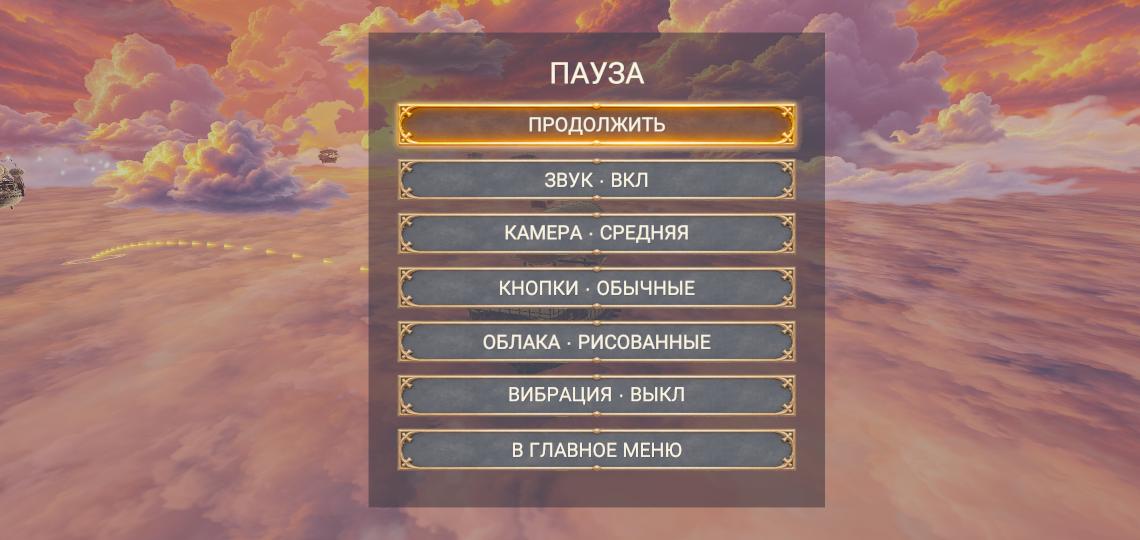 ПАУЗА
ПРОДОЛЖИТЬ
ЗВУК · ВКЛ
КАМЕРА · СРЕДНЯЯ
КНОПКИ · ОБЫЧНЫЕ
ОБЛАКА · РИСОВАННЫЕ
ВИБРАЦИЯ · ВЫКЛ
В ГЛАВНОЕ МЕНЮ